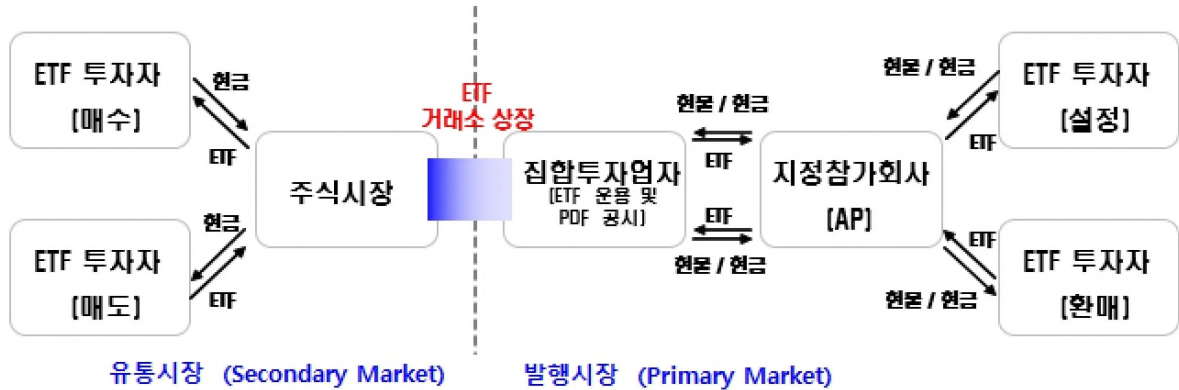 ETF 투자자
[매수]
현금
ETF
ETF 투자자
[매도]
현금
ETF
주식시장
ETF
거래소 상장
집합투자업자
[ETF 운용 및
PDF 공시]
현물 / 현금
ETF
ETF
현물 / 현금
지정참가회사
[AP]
현물 / 현금
ETF
ETF 투자자
[설정]
ETF
현물 / 현금
ETF 투자자
[환매]
유통시장 (Secondary Market)
발행시장 (Primary Market)